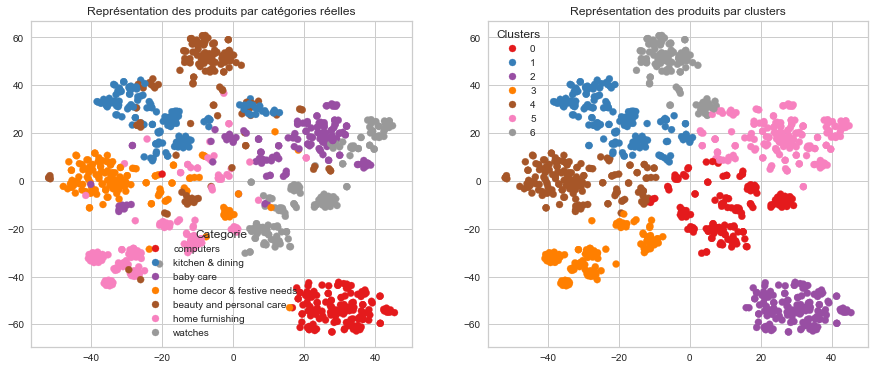 Représentation des produits par catégories réelles
60
40
20
0
−20
−40
−60
−40
−20
0
20
40
Categorie
computers
kitchen & dining
baby care
home decor & festive needs
beauty and personal care
home furnishing
watches
Représentation des produits par clusters
60
40
20
0
−20
−40
−60
−40
−20
0
20
40
Clusters
0
1
2
3
4
5
6